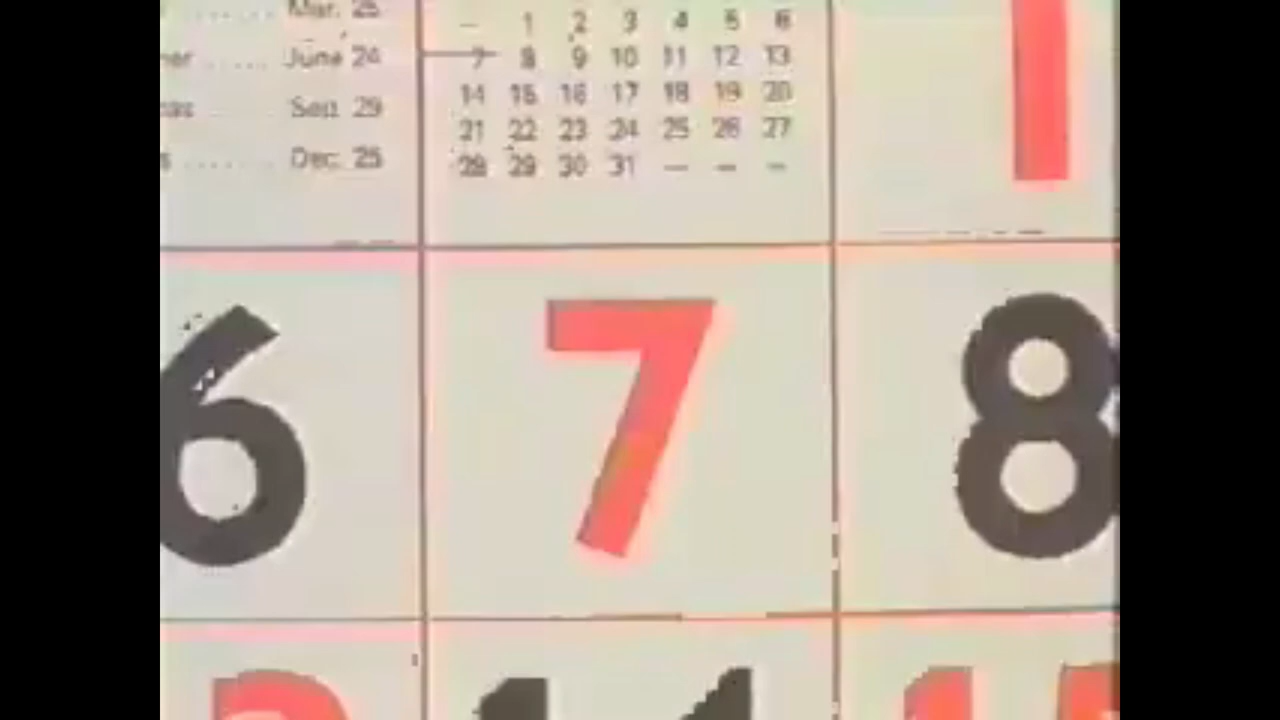 Mar. 25
June 24
Sep. 29
Dec. 25
– 1 2 3 4 5 6
7 8 9 10 11 12 13
14 15 16 17 18 19 20
21 22 23 24 25 26 27
28 29 30 31 – – –
1
6 7 8
14 15